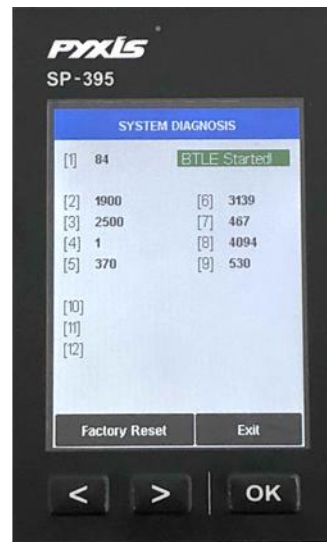 PYXIS
SP-395
SYSTEM DIAGNOSIS
[1] 84 BTLE Started!
[2] 1900 [6] 3139
[3] 2500 [7] 467
[4] 1 [8] 4094
[5] 370 [9] 530
[10]
[11]
[12]
Factory Reset Exit
< > OK